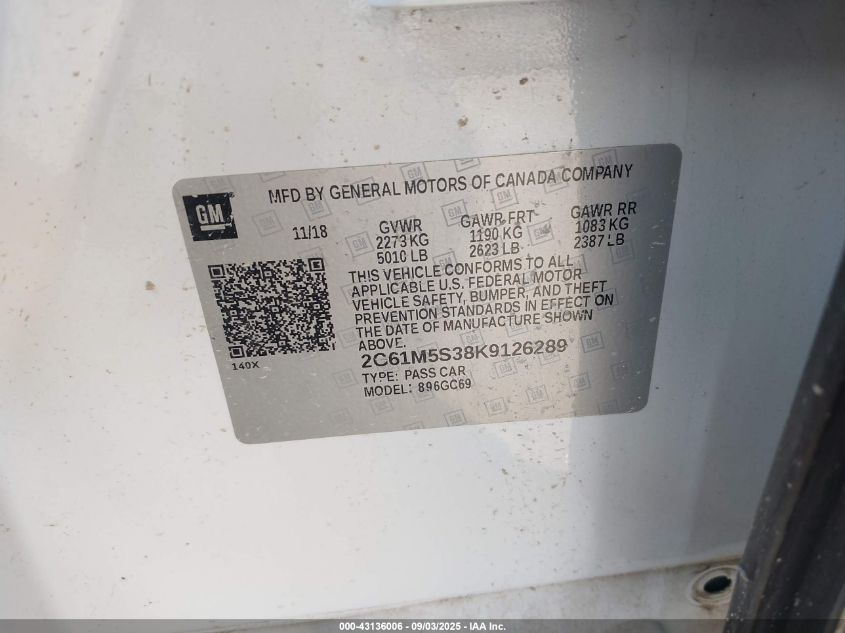 GM
MFD BY GENERAL MOTORS OF CANADA COMPANY
11/18
GVWR
2273 KG
5010 LB
GAWR FRT
1190 KG
2623 LB
GAWR RR
1083 KG
2387 LB
THIS VEHICLE CONFORMS TO ALL
APPLICABLE U.S. FEDERAL MOTOR
VEHICLE SAFETY, BUMPER, AND THEFT
PREVENTION STANDARDS IN EFFECT ON
THE DATE OF MANUFACTURE SHOWN
ABOVE.
140X
2G61M5S38K9126289
TYPE: PASS CAR
MODEL: 896GC69
000-43136006 - 09/03/2025 - IAA Inc.